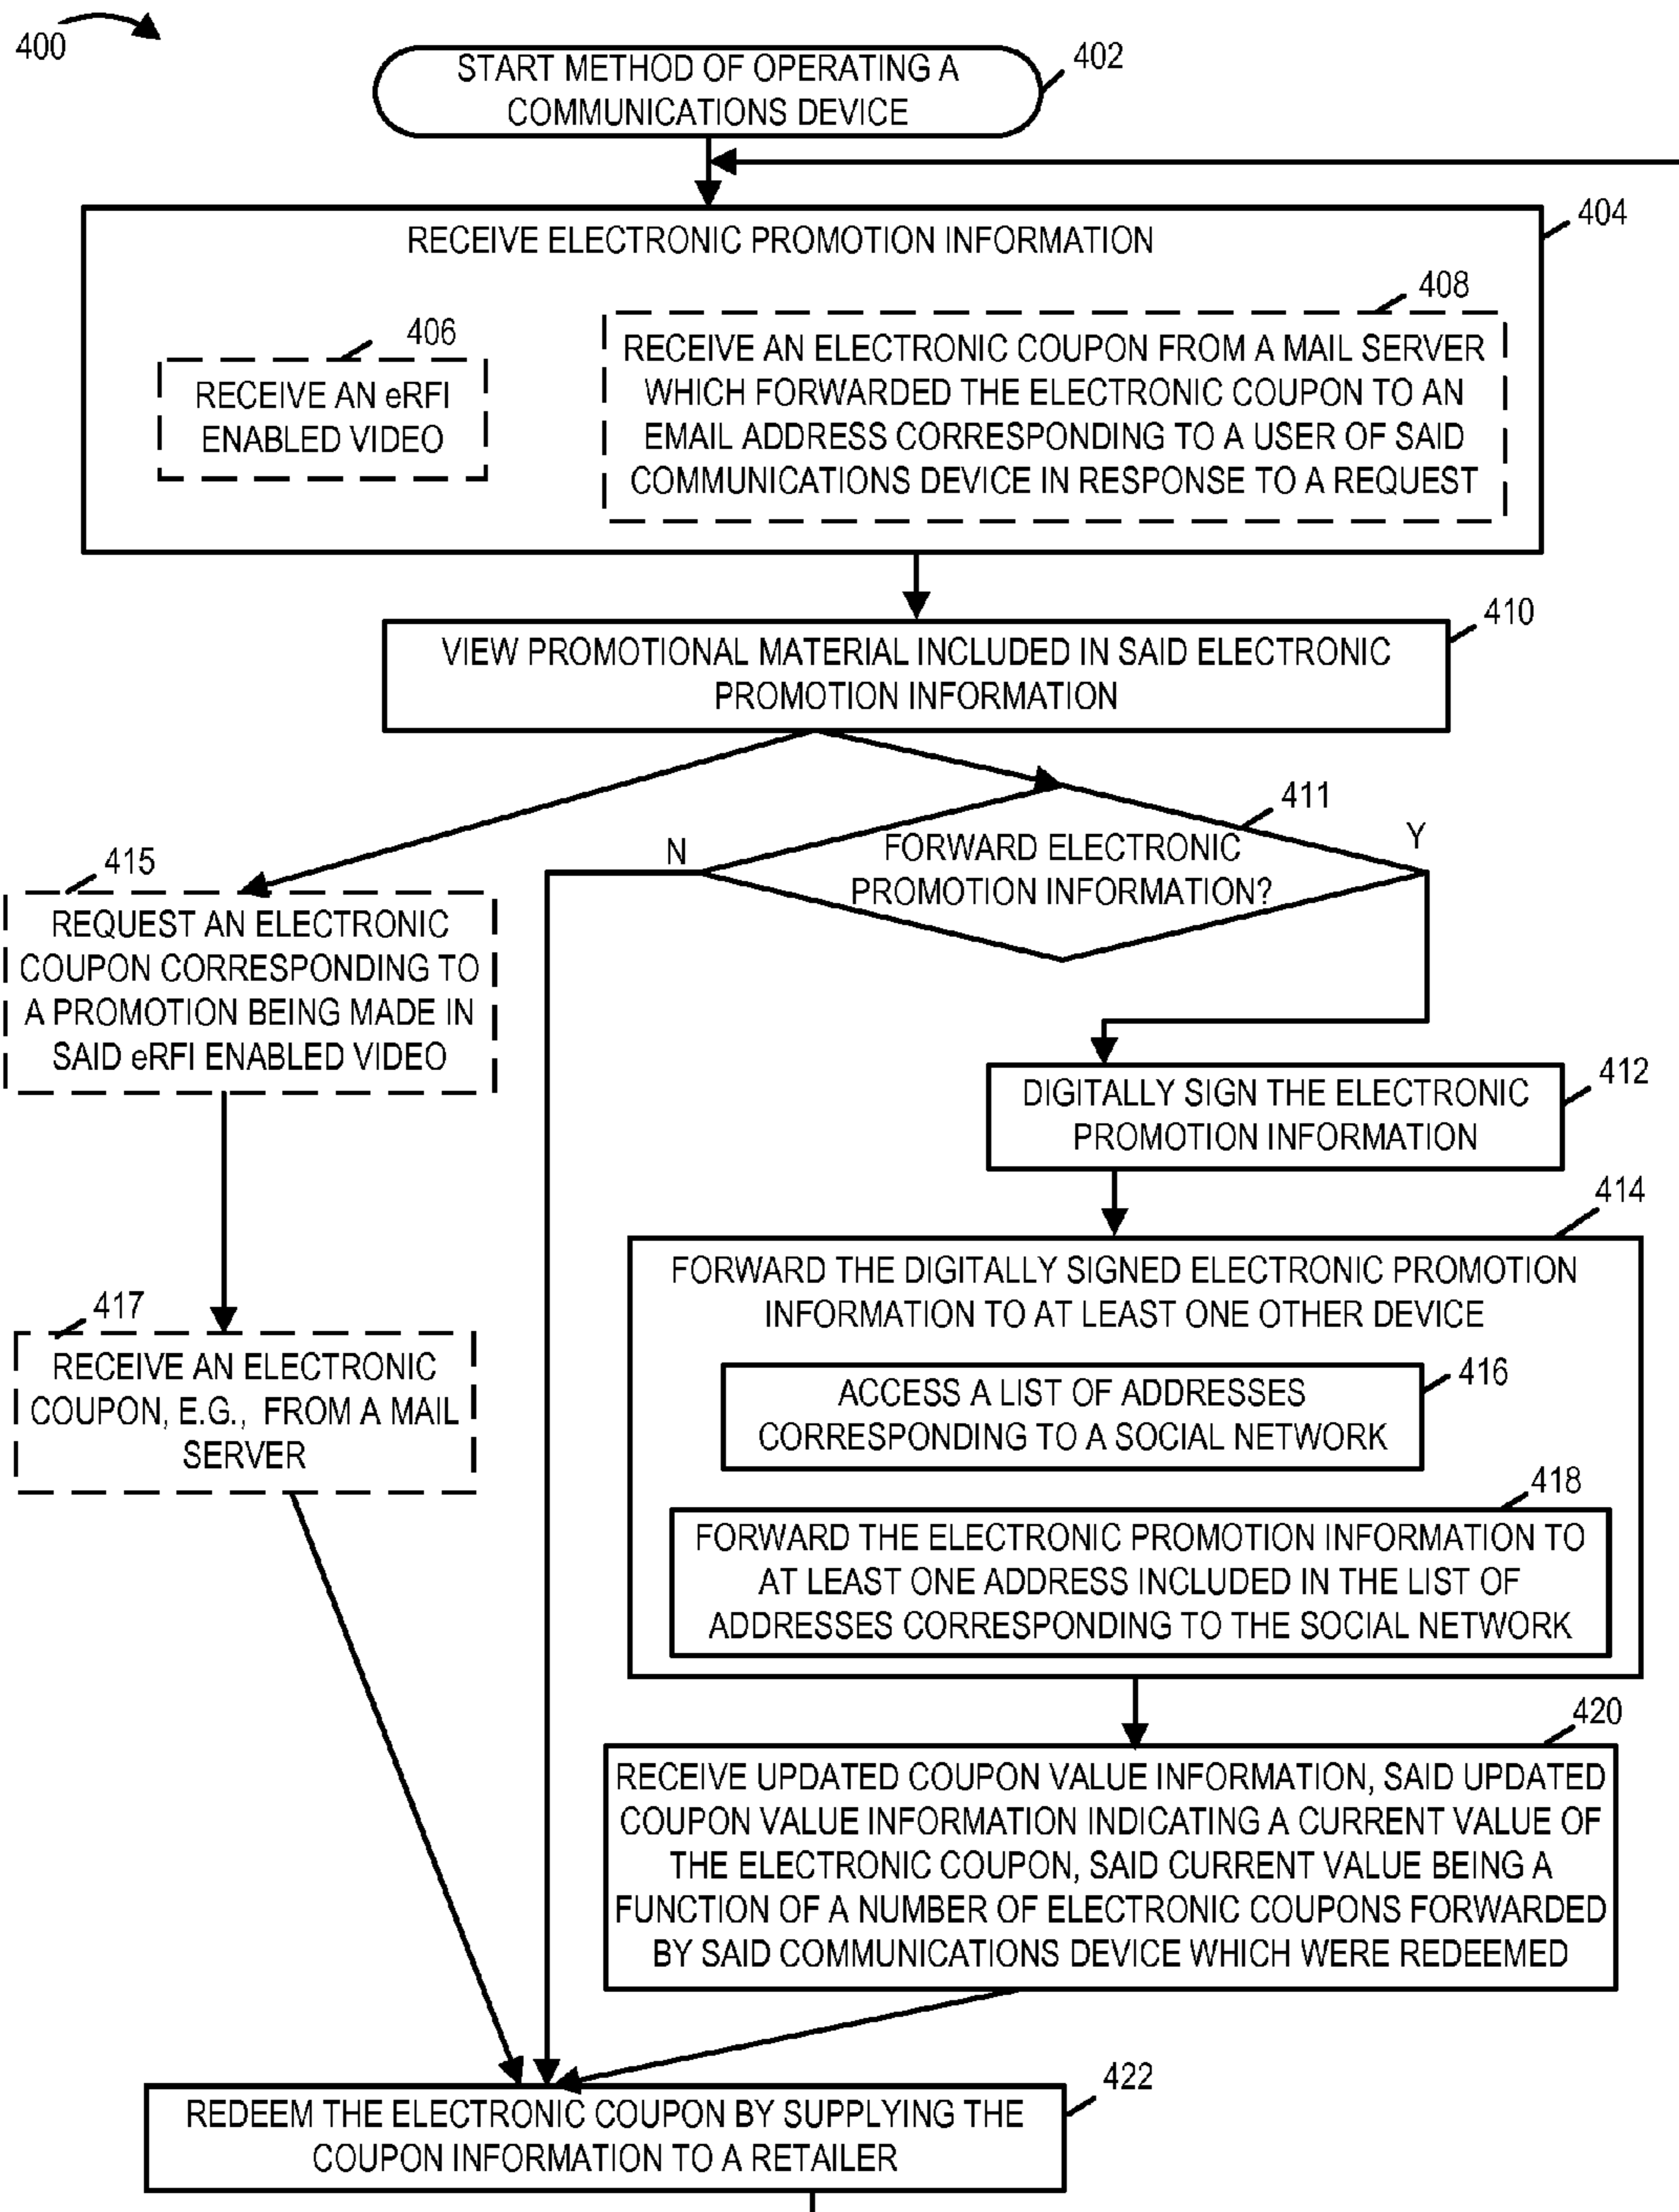 400
START METHOD OF OPERATING A
COMMUNICATIONS DEVICE
402
RECEIVE ELECTRONIC PROMOTION INFORMATION
404
406
RECEIVE AN eRFI
ENABLED VIDEO
408
RECEIVE AN ELECTRONIC COUPON FROM A MAIL SERVER
WHICH FORWARDED THE ELECTRONIC COUPON TO AN
EMAIL ADDRESS CORRESPONDING TO A USER OF SAID
COMMUNICATIONS DEVICE IN RESPONSE TO A REQUEST
410
VIEW PROMOTIONAL MATERIAL INCLUDED IN SAID ELECTRONIC
PROMOTION INFORMATION
411
FORWARD ELECTRONIC
PROMOTION INFORMATION?
N
Y
415
REQUEST AN ELECTRONIC
COUPON CORRESPONDING TO
A PROMOTION BEING MADE IN
SAID eRFI ENABLED VIDEO
412
DIGITALLY SIGN THE ELECTRONIC
PROMOTION INFORMATION
414
FORWARD THE DIGITALLY SIGNED ELECTRONIC PROMOTION
INFORMATION TO AT LEAST ONE OTHER DEVICE
417
RECEIVE AN ELECTRONIC
COUPON, E.G., FROM A MAIL
SERVER
416
ACCESS A LIST OF ADDRESSES
CORRESPONDING TO A SOCIAL NETWORK
418
FORWARD THE ELECTRONIC PROMOTION INFORMATION TO
AT LEAST ONE ADDRESS INCLUDED IN THE LIST OF
ADDRESSES CORRESPONDING TO THE SOCIAL NETWORK
420
RECEIVE UPDATED COUPON VALUE INFORMATION, SAID UPDATED
COUPON VALUE INFORMATION INDICATING A CURRENT VALUE OF
THE ELECTRONIC COUPON, SAID CURRENT VALUE BEING A
FUNCTION OF A NUMBER OF ELECTRONIC COUPONS FORWARDED
BY SAID COMMUNICATIONS DEVICE WHICH WERE REDEEMED
422
REDEEM THE ELECTRONIC COUPON BY SUPPLYING THE
COUPON INFORMATION TO A RETAILER